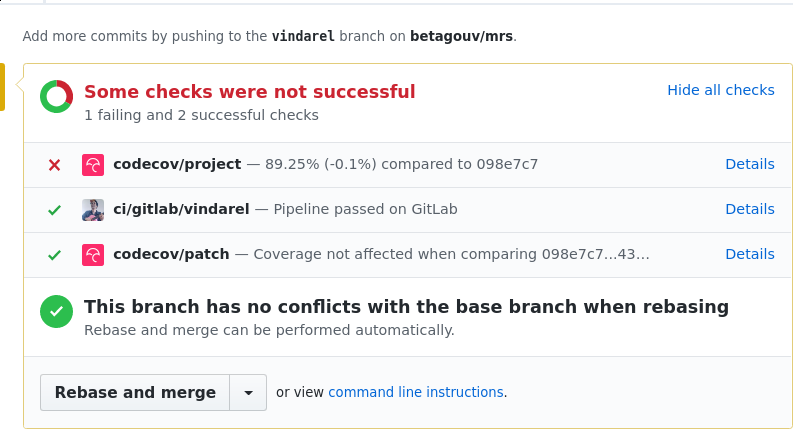 Add more commits by pushing to the vindarel branch on betagouv/mrs.
Some checks were not successful
Hide all checks
1 failing and 2 successful checks
codecov/project — 89.25% (-0.1%) compared to 098e7c7
Details
ci/gitlab/vindarel — Pipeline passed on GitLab
Details
codecov/patch — Coverage not affected when comparing 098e7c7...43...
Details
This branch has no conflicts with the base branch when rebasing
Rebase and merge can be performed automatically.
Rebase and merge
or view command line instructions.